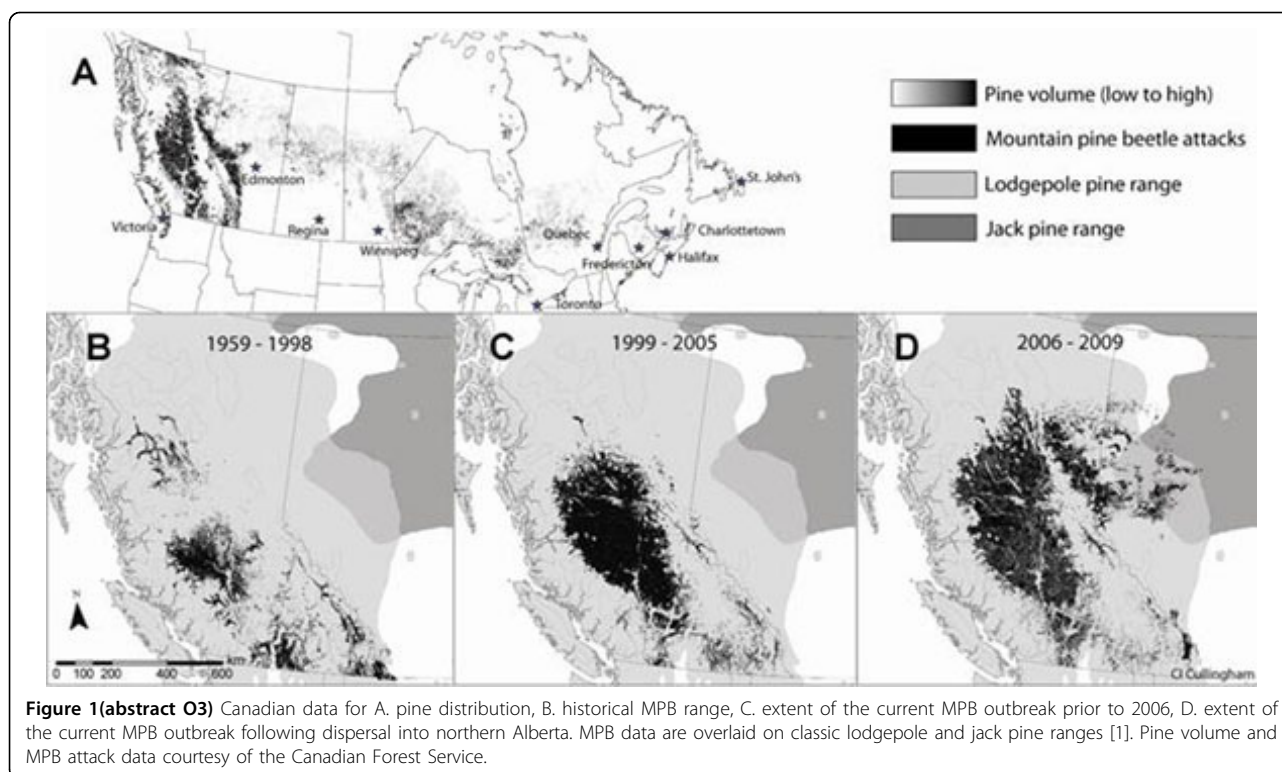 A
Edmonton
Victoria
Regina
Winnipeg
Quebec
Fredericton
Toronto
St. John's
Charlottetown
Halifax
Pine volume (low to high)
Mountain pine beetle attacks
Lodgepole pine range
Jack pine range
B
1959 - 1998
N
0 100 200 400 600 km
C
1999 - 2005
D
2006 - 2009
CI Cullingham
Figure 1(abstract O3) Canadian data for A. pine distribution, B. historical MPB range, C. extent of the current MPB outbreak prior to 2006, D. extent of
the current MPB outbreak following dispersal into northern Alberta. MPB data are overlaid on classic lodgepole and jack pine ranges [1]. Pine volume and
MPB attack data courtesy of the Canadian Forest Service.